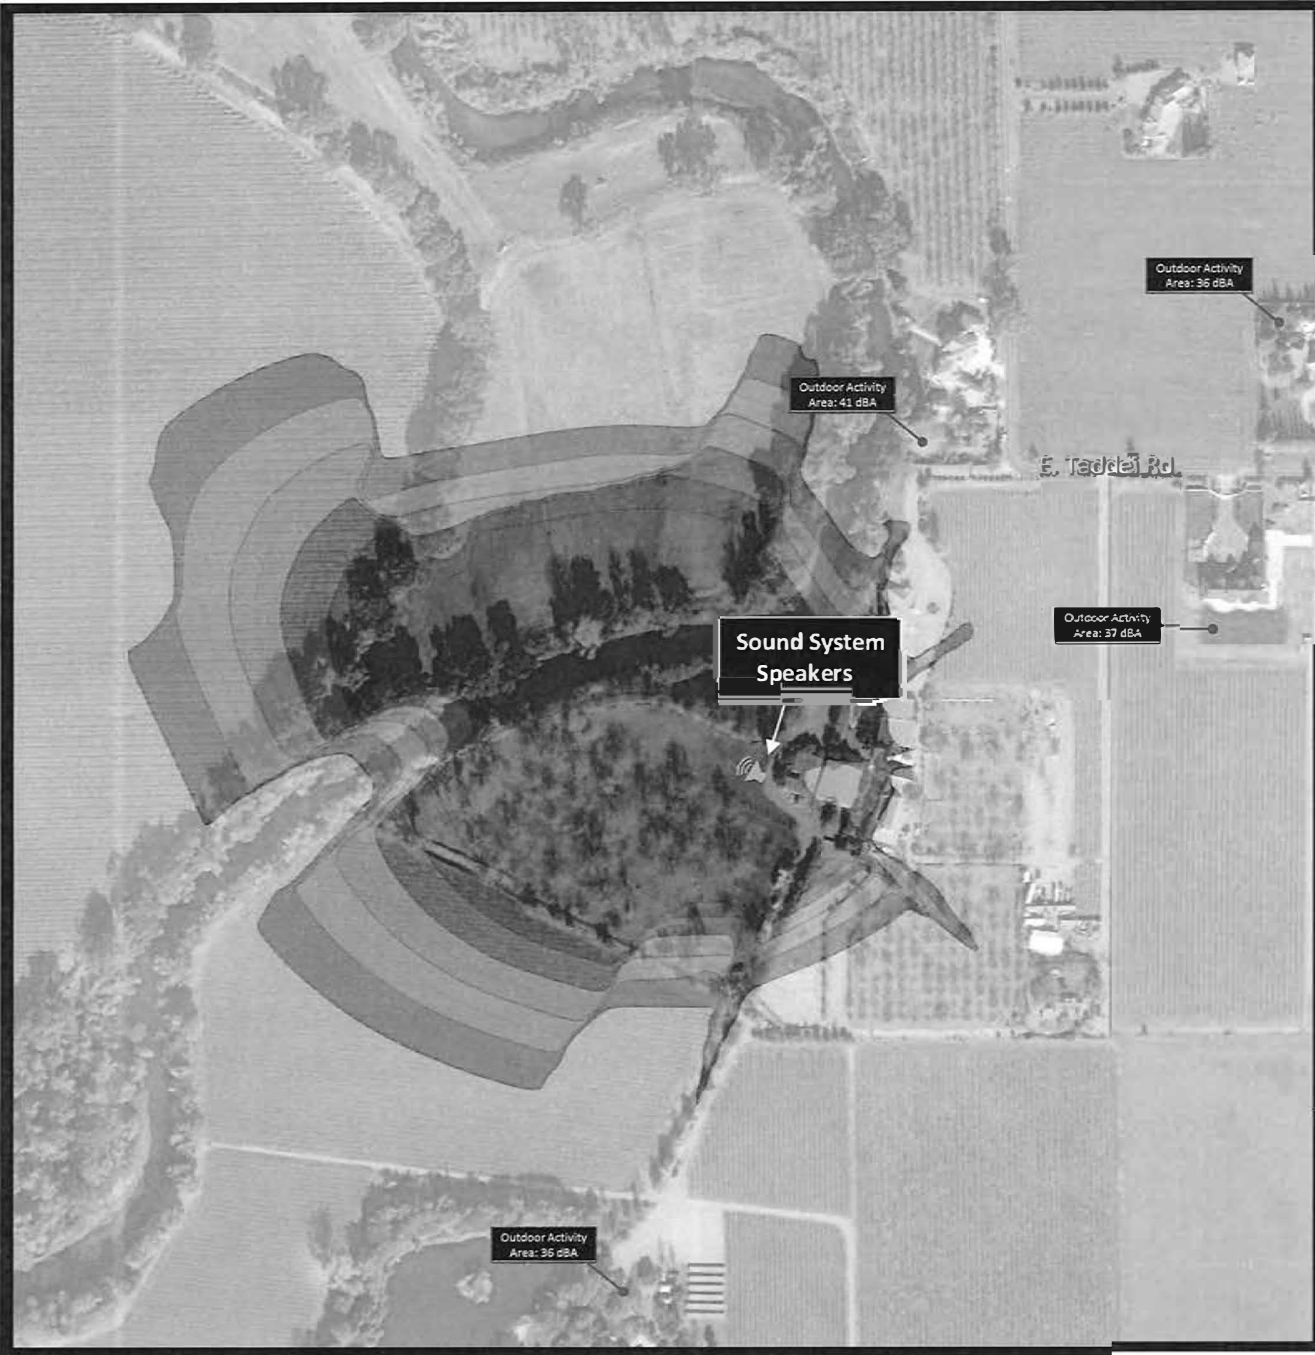 Outdoor Activity
Area: 36 dBA
Outdoor Activity
Area: 41 dBA
E. Taddei Rd.
Outdoor Activity
Area: 37 dBA
Sound System
Speakers
Outdoor Activity
Area: 36 dBA